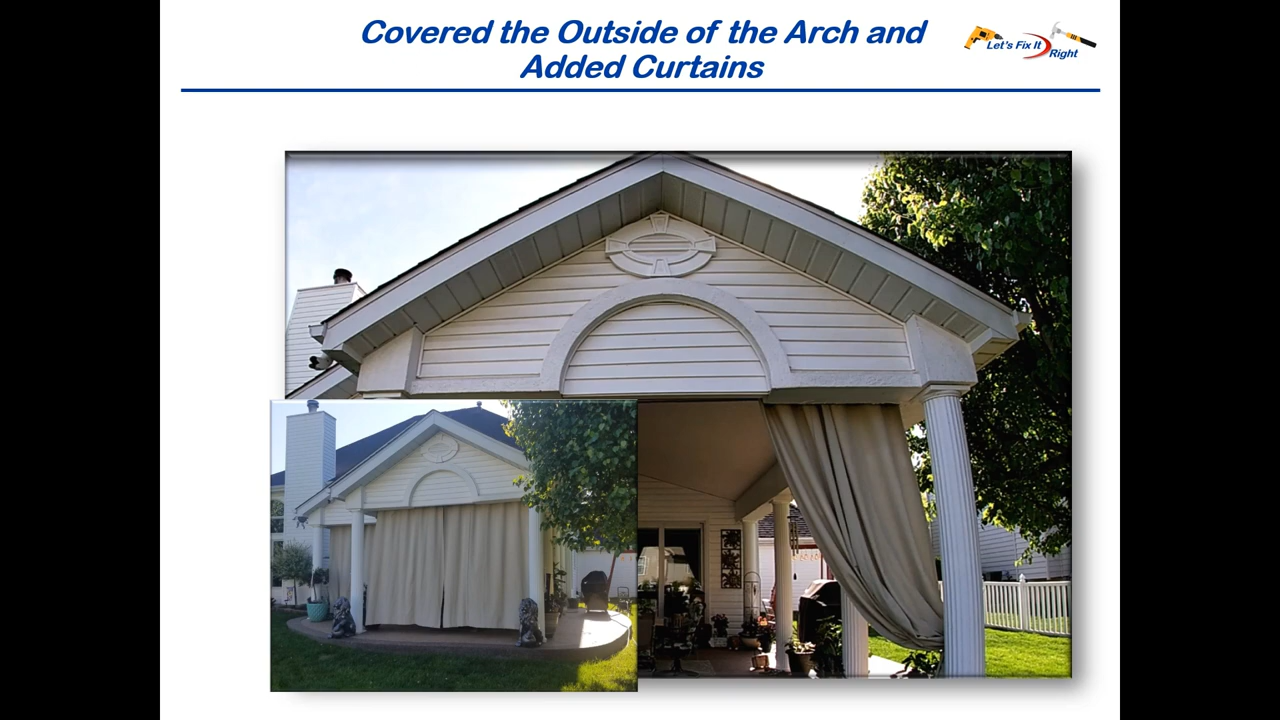 Covered the Outside of the Arch and
Added Curtains
Let's Fix It
Right